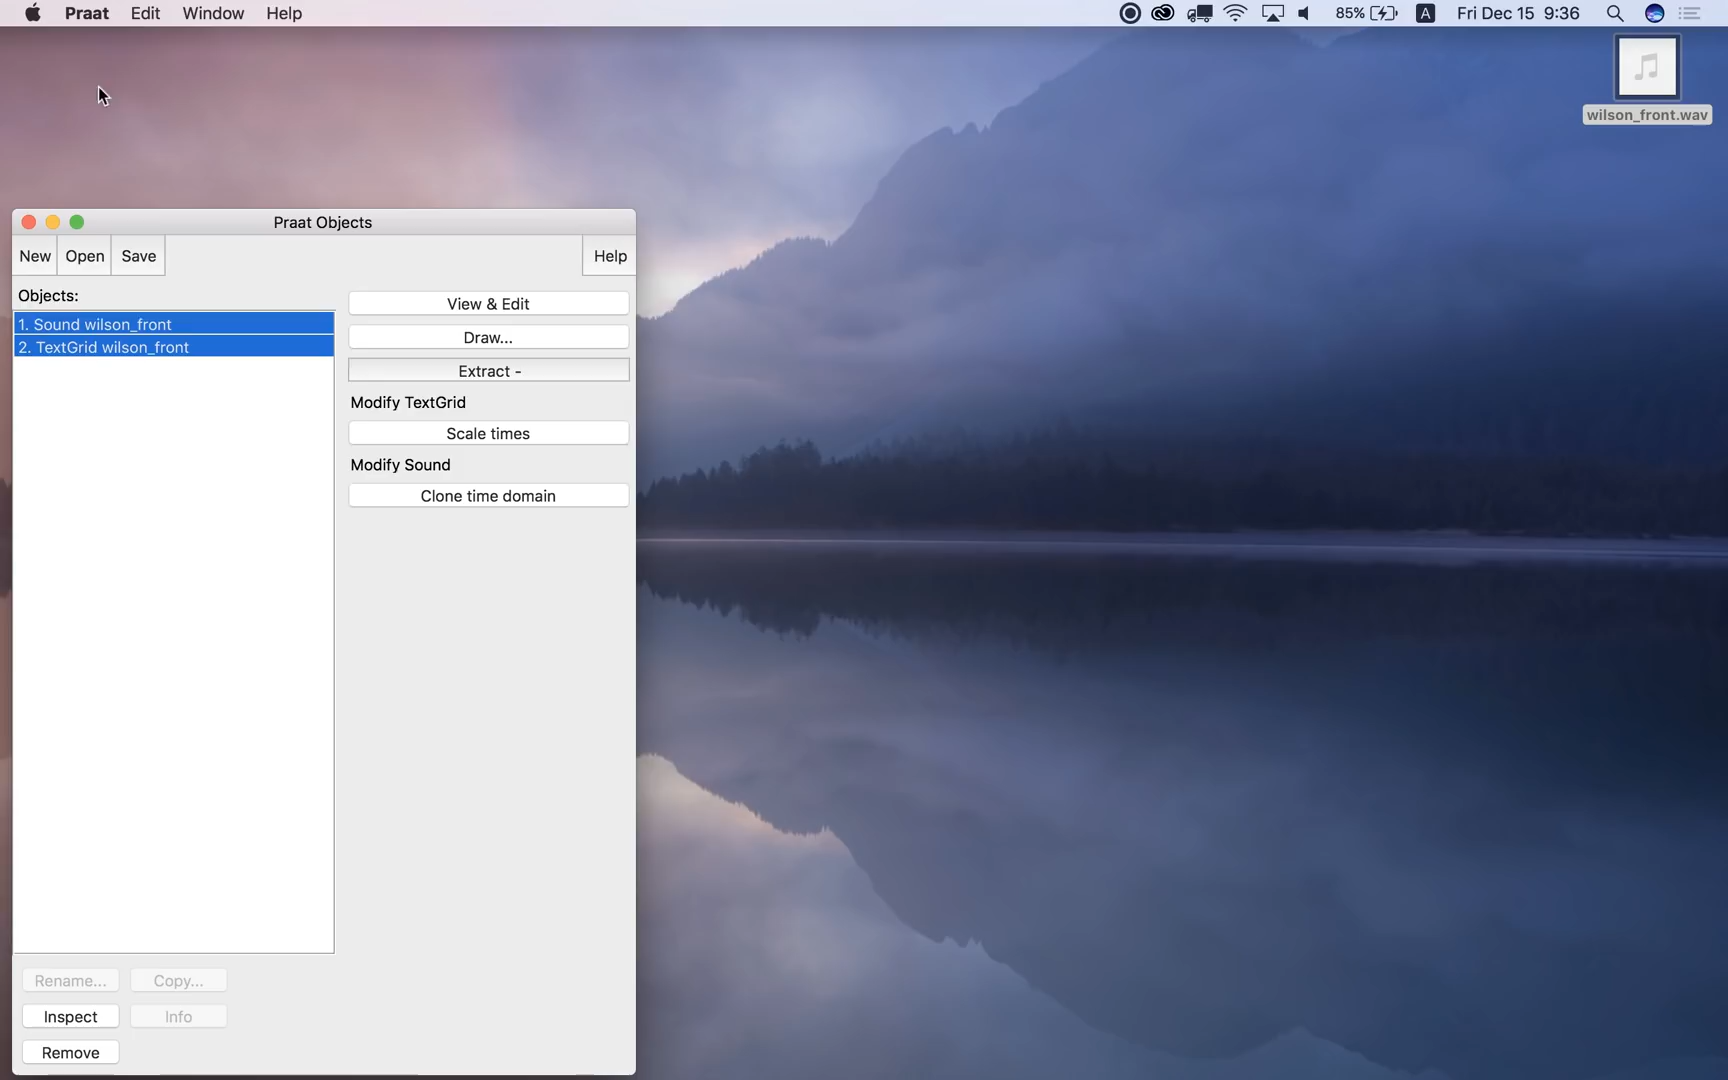 Praat Edit Window Help
85% A Fri Dec 15 9:36
wilson_front.wav
Praat Objects
New Open Save Help
Objects:
1. Sound wilson_front
2. TextGrid wilson_front
View & Edit
Draw...
Extract -
Modify TextGrid
Scale times
Modify Sound
Clone time domain
Rename... Copy...
Inspect Info
Remove